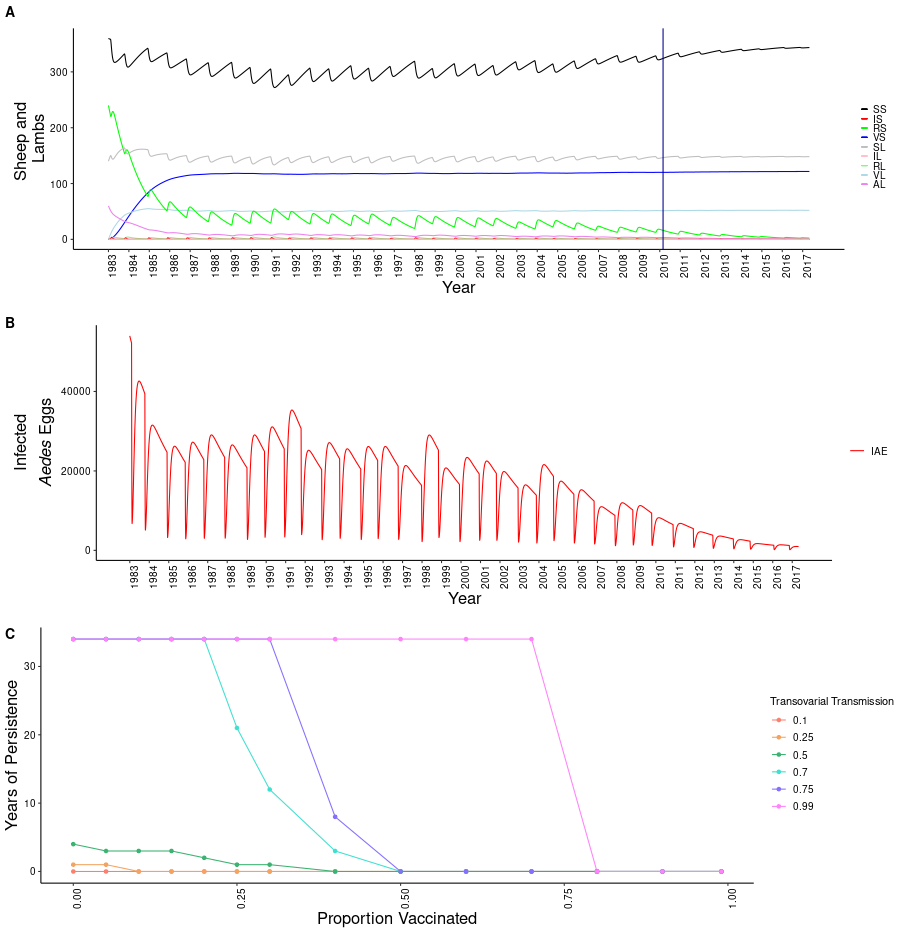 A
300
200
100
0
Sheep and
Lambs
1983 1984 1985 1986 1987 1988 1989 1990 1991 1992 1993 1994 1995 1996 1997 1998 1999 2000 2001 2002 2003 2004 2005 2006 2007 2008 2009 2010 2011 2012 2013 2014 2015 2016 2017
Year
SS
IS
RS
VS
SL
IL
RL
VL
AL
B
40000
20000
0
Infected
Aedes Eggs
1983 1984 1985 1986 1987 1988 1989 1990 1991 1992 1993 1994 1995 1996 1997 1998 1999 2000 2001 2002 2003 2004 2005 2006 2007 2008 2009 2010 2011 2012 2013 2014 2015 2016 2017
Year
IAE
C
30
20
10
0
Years of Persistence
0.00 0.25 0.50 0.75 1.00
Proportion Vaccinated
Transovarial Transmission
0.1
0.25
0.5
0.7
0.75
0.99